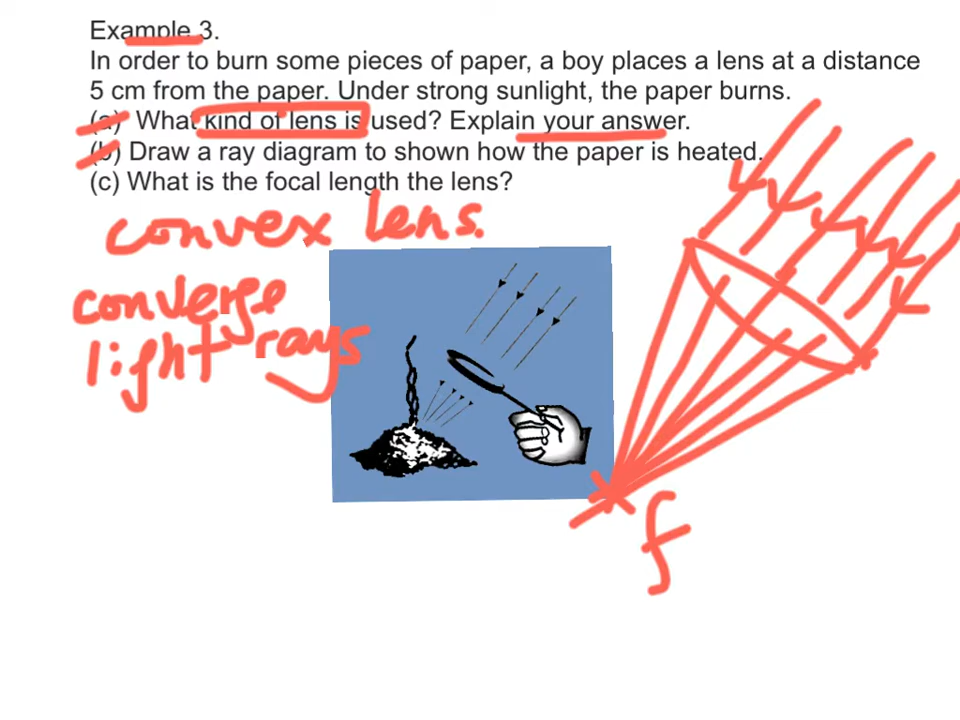 Example 3.
In order to burn some pieces of paper, a boy places a lens at a distance
5 cm from the paper. Under strong sunlight, the paper burns.
(a) What kind of lens is used? Explain your answer.
(b) Draw a ray diagram to shown how the paper is heated.
(c) What is the focal length the lens?
convex lens.
converge
light rays
f